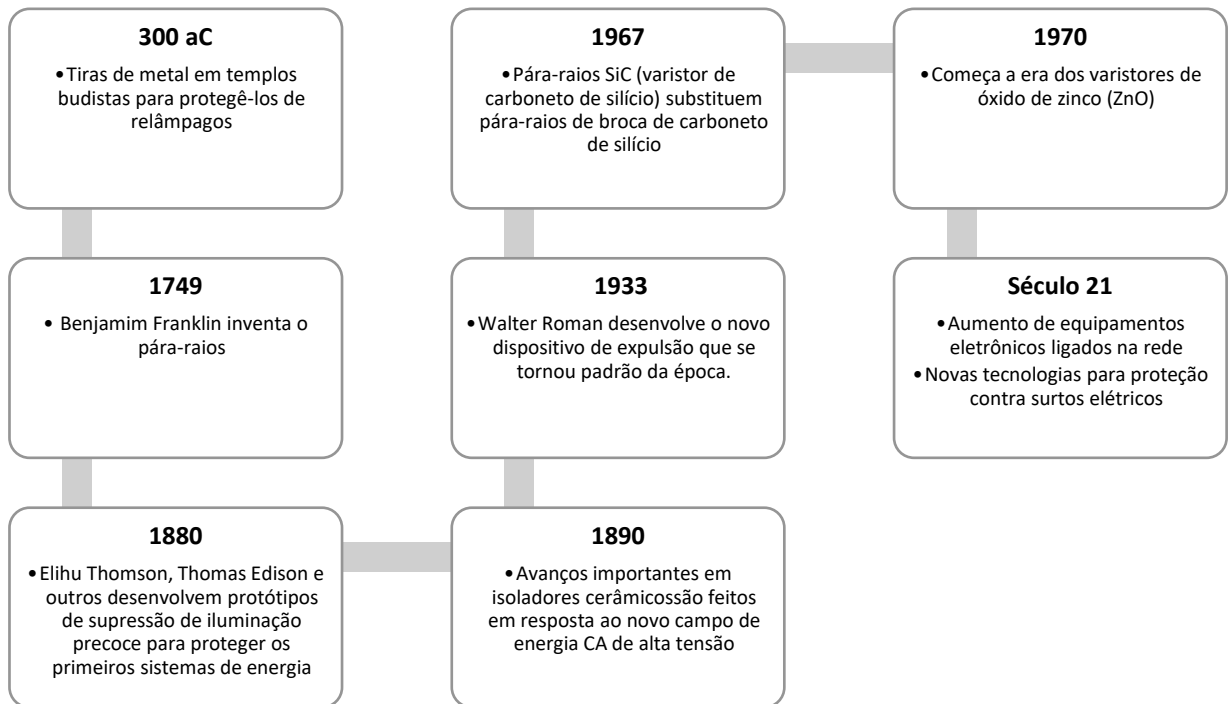 300 aC
•Tiras de metal em templos
budistas para protegê-los de
relâmpagos
1749
• Benjamim Franklin inventa o
pára-raios
1880
•Elihu Thomson, Thomas Edison e
outros desenvolvem protótipos
de supressão de iluminação
precoce para proteger os
primeiros sistemas de energia
1890
•Avanços importantes em
isoladores cerâmicossão feitos
em resposta ao novo campo de
energia CA de alta tensão
1933
•Walter Roman desenvolve o novo
dispositivo de expulsão que se
tornou padrão da época.
1967
•Pára-raios SiC (varistor de
carboneto de silício) substituem
pára-raios de broca de carboneto
de silício
1970
•Começa a era dos varistores de
óxido de zinco (ZnO)
Século 21
•Aumento de equipamentos
eletrônicos ligados na rede
•Novas tecnologias para proteção
contra surtos elétricos